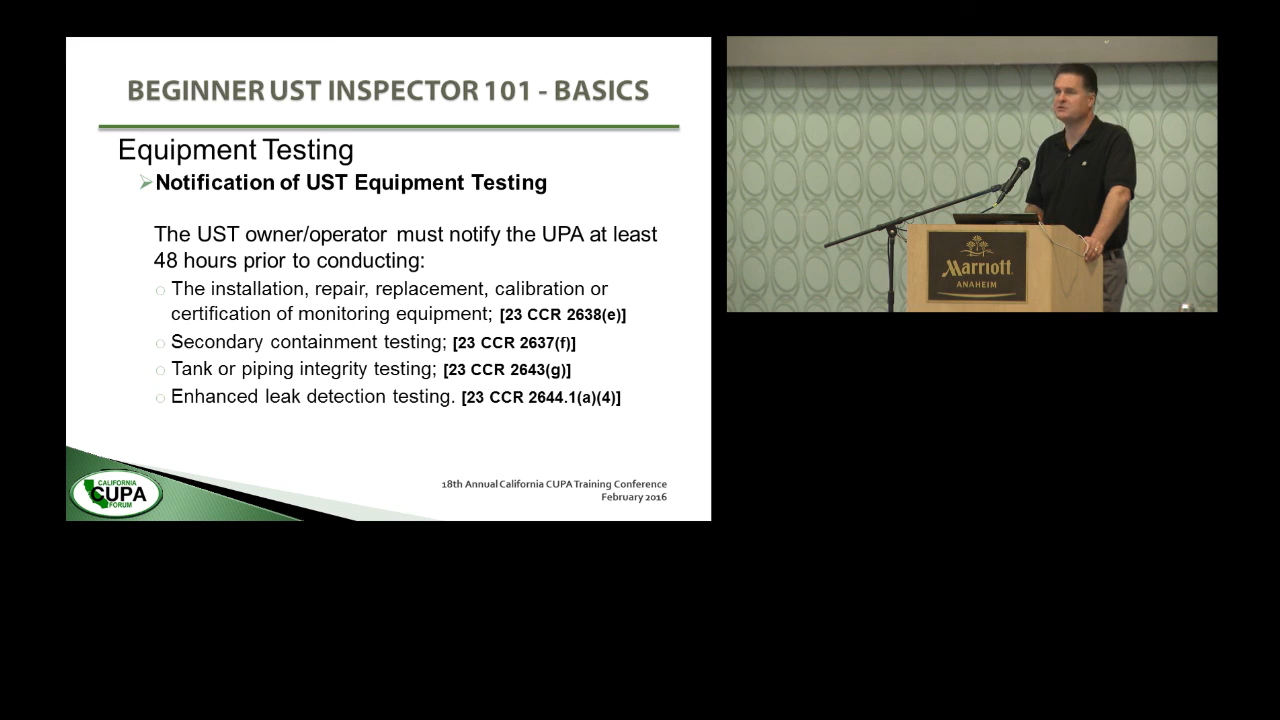 BEGINNER UST INSPECTOR 101 - BASICS
Equipment Testing
➢Notification of UST Equipment Testing
The UST owner/operator must notify the UPA at least
48 hours prior to conducting:
○ The installation, repair, replacement, calibration or
certification of monitoring equipment; [23 CCR 2638(e)]
○ Secondary containment testing; [23 CCR 2637(f)]
○ Tank or piping integrity testing; [23 CCR 2643(g)]
○ Enhanced leak detection testing. [23 CCR 2644.1(a)(4)]
CALIFORNIA
CUPA
FORUM
18th Annual California CUPA Training Conference
February 2016
Marriott
ANAHEIM